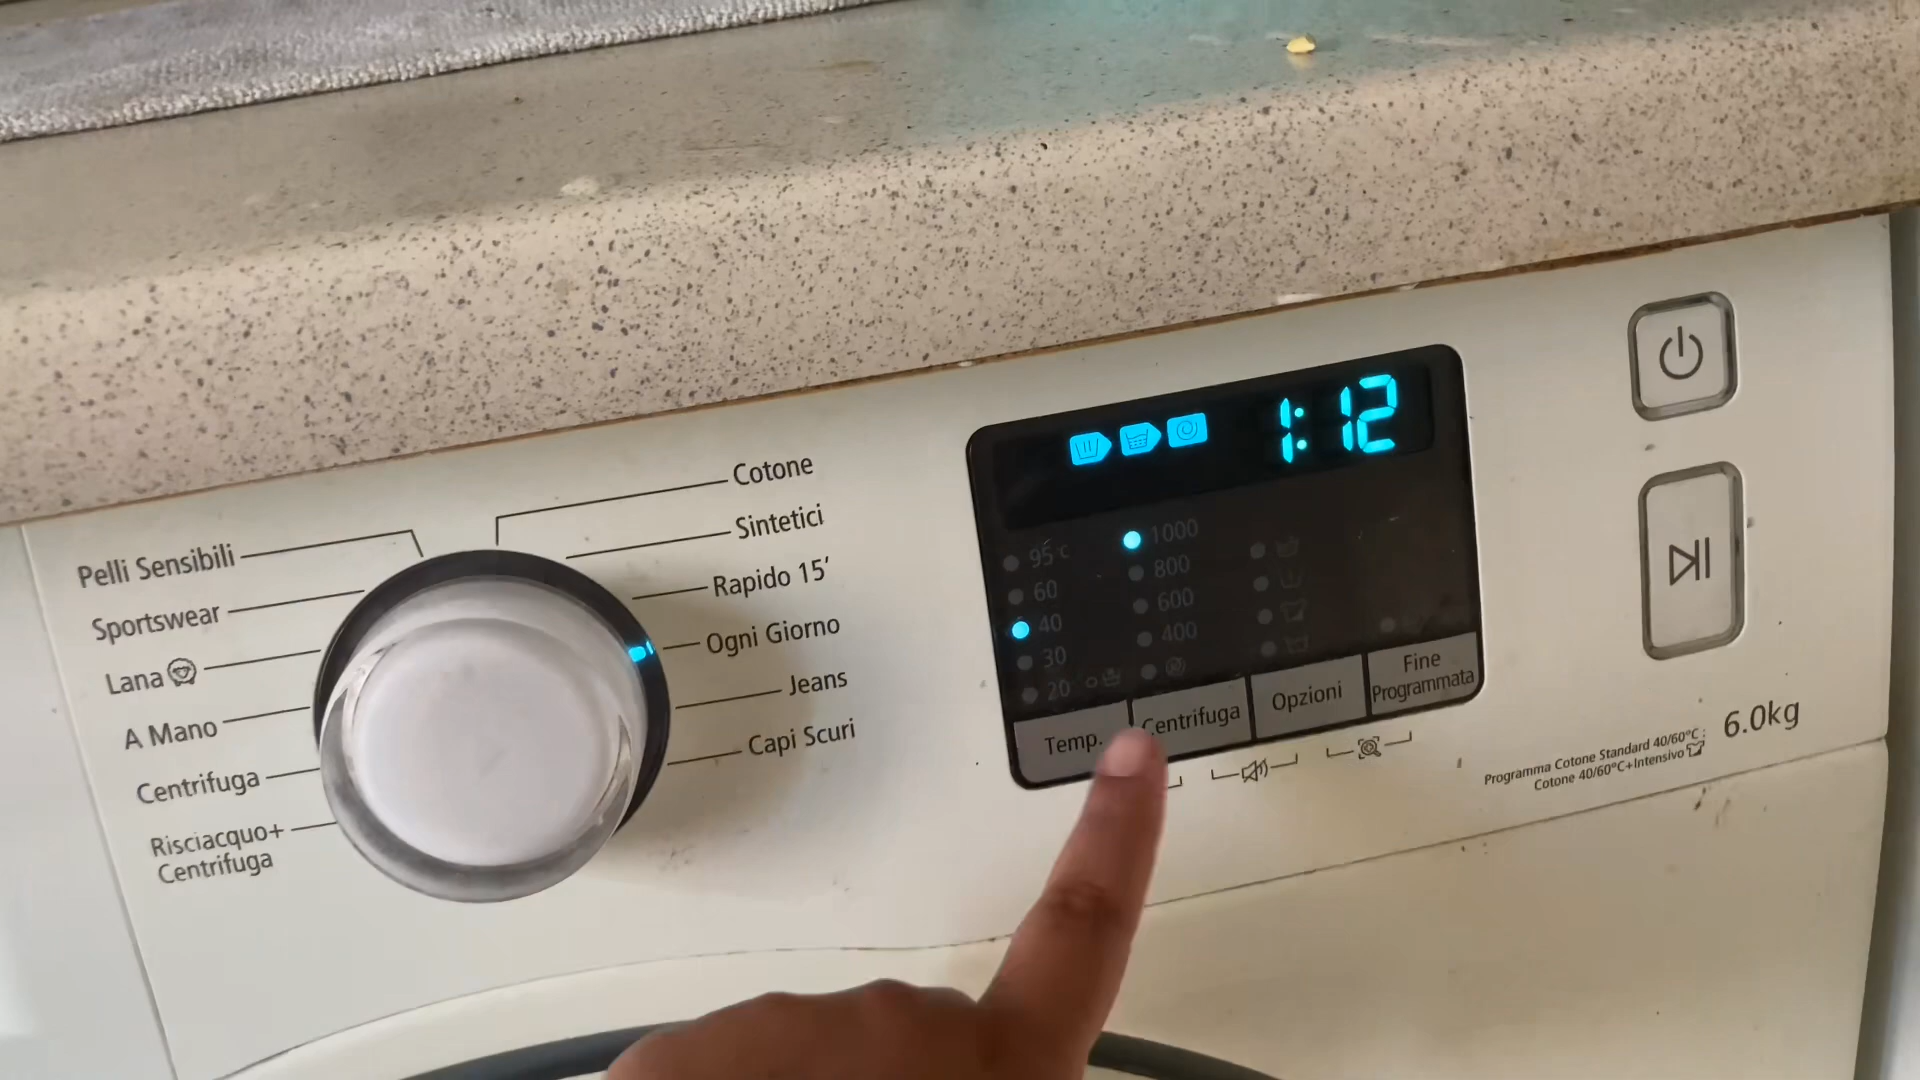 Cotone
Sintetici
Rapido 15’
Ogni Giorno
Jeans
Capi Scuri
Pelli Sensibili
Sportswear
Lana
A Mano
Centrifuga
Risciacquo+
Centrifuga
1:12
95°C
60
40
30
20
1000
800
600
400
Temp.
Centrifuga
Opzioni
Fine
Programmata
6.0kg
Programma Cotone Standard 40/60°C :
Cotone 40/60°C+Intensivo